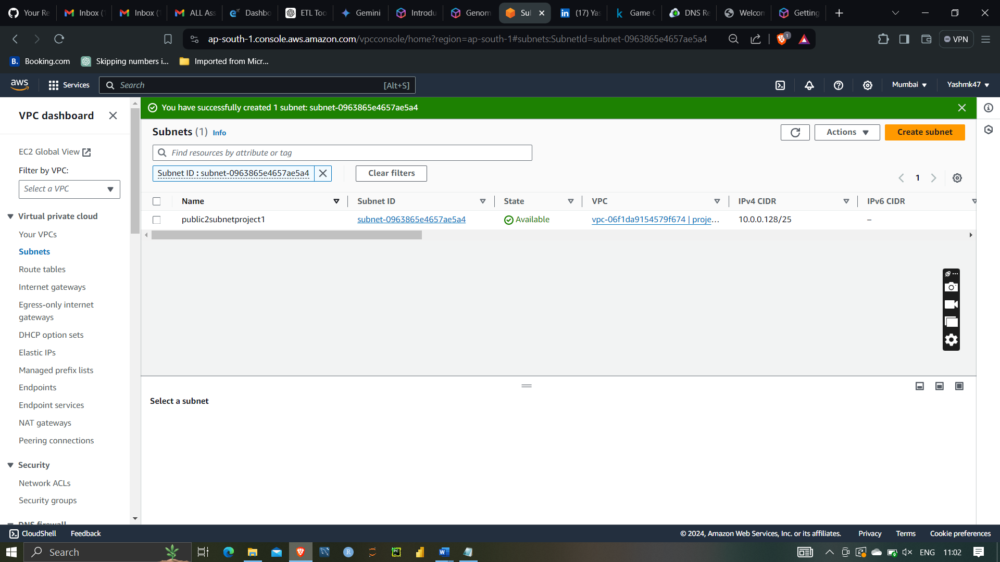 Your Re
Inbox (
Inbox (
ALL Ass
Dashbo
ETL Too
Gemini
Introdu
Genom
Sul
(17) Yas
Game C
DNS Re
Welcom
Getting
ap-south-1.console.aws.amazon.com/vpcconsole/home?region=ap-south-1#subnets:SubnetId=subnet-0963865e4657ae5a4
1
VPN
B. Booking.com
Skipping numbers i...
Imported from Micr...
aws
Services
Search
[Alt+S]
Mumbai
Yashmk47
VPC dashboard
You have successfully created 1 subnet: subnet-0963865e4657ae5a4
Subnets (1) Info
Actions
Create subnet
Find resources by attribute or tag
Subnet ID : subnet-0963865e4657ae5a4
Clear filters
1
Name
Subnet ID
State
VPC
IPv4 CIDR
IPv6 CIDR
public2subnetproject1
subnet-0963865e4657ae5a4
Available
vpc-06f1da9154579f674 | proje...
10.0.0.128/25
–
EC2 Global View
Filter by VPC:
Select a VPC
Virtual private cloud
Your VPCs
Subnets
Route tables
Internet gateways
Egress-only internet
gateways
DHCP option sets
Elastic IPs
Managed prefix lists
Endpoints
Endpoint services
NAT gateways
Peering connections
Security
Network ACLs
Security groups
DNS firewall
Select a subnet
CloudShell
Feedback
© 2024, Amazon Web Services, Inc. or its affiliates.
Privacy
Terms
Cookie preferences
Search
ENG
11:02